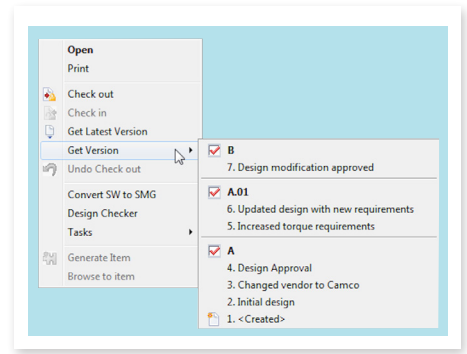 Open
Print
Check out
Check in
Get Latest Version
Get Version
Undo Check out
Convert SW to SMG
Design Checker
Tasks
Generate Item
Browse to item
B
7. Design modification approved
A.01
6. Updated design with new requirements
5. Increased torque requirements
A
4. Design Approval
3. Changed vendor to Camco
2. Initial design
1. <Created>